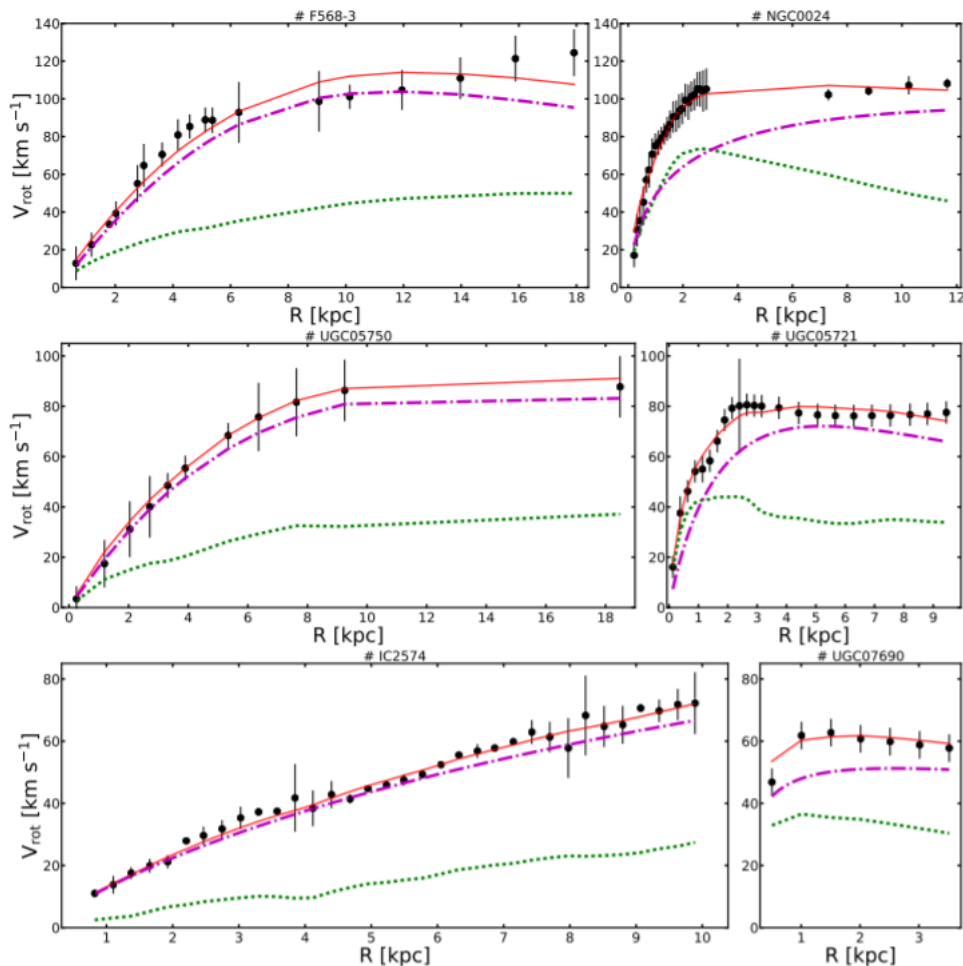 # F568-3
# NGC0024
140
120
100
80
60
40
20
0
V_rot [km s⁻¹]
0 2 4 6 8 10 12 14 16 18
R [kpc]
140
120
100
80
60
40
20
0
0 2 4 6 8 10 12
R [kpc]
# UGC05750
# UGC05721
100
80
60
40
20
0
V_rot [km s⁻¹]
0 2 4 6 8 10 12 14 16 18
R [kpc]
100
80
60
40
20
0
0 1 2 3 4 5 6 7 8 9
R [kpc]
# IC2574
# UGC07690
80
60
40
20
0
V_rot [km s⁻¹]
1 2 3 4 5 6 7 8 9 10
R [kpc]
80
60
40
20
0
1 2 3
R [kpc]